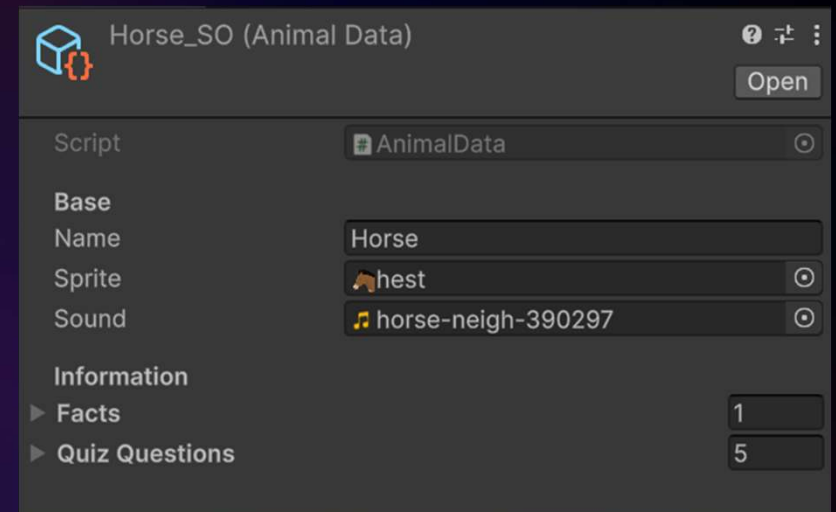 Horse_SO (Animal Data)
Open
Script AnimalData
Base
Name Horse
Sprite hest
Sound horse-neigh-390297
Information
Facts 1
Quiz Questions 5